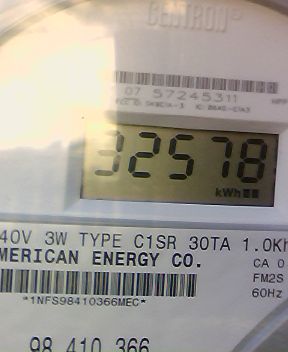 CENTRON®
07 57245311
32578
kWh
40V 3W TYPE C1SR 30TA 1.0Kh
MERICAN ENERGY CO.
CA 0
FM2S
60Hz
*1NFS98410366MEC*
98 410 366